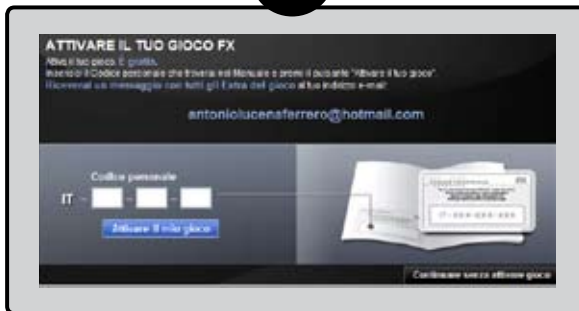 ATTIVARE IL TUO GIOCO FX
Attiva il tuo gioco. È gratis.
Inserisci il Codice personale che troverai nel Manuale e premi il pulsante "Attivare il tuo gioco".
Riceverai un messaggio con tutti gli Extra del gioco al tuo indirizzo e-mail:
antoniolucenaferrero@hotmail.com
Codice personale
IT - - -
Attivare il mio gioco
IT-###-###-###
Continuare senza attivare gioco